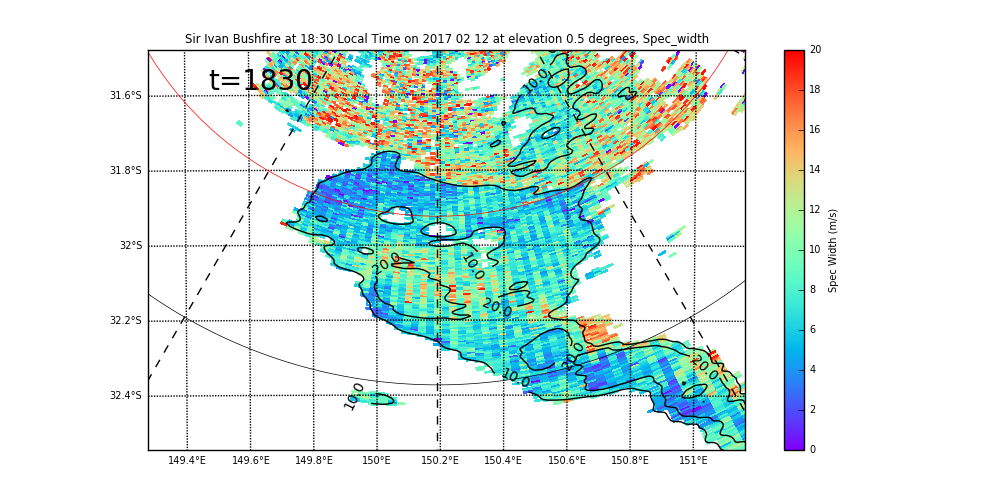 Sir Ivan Bushfire at 18:30 Local Time on 2017 02 12 at elevation 0.5 degrees, Spec_width
t=1830
31.6°S
31.8°S
32°S
32.2°S
32.4°S
149.4°E 149.6°E 149.8°E 150°E 150.2°E 150.4°E 150.6°E 150.8°E 151°E
10.0
20.0
10.0
20.0
10.0
20.0
10.0
20
18
16
14
12
10
8
6
4
2
0
Spec Width (m/s)